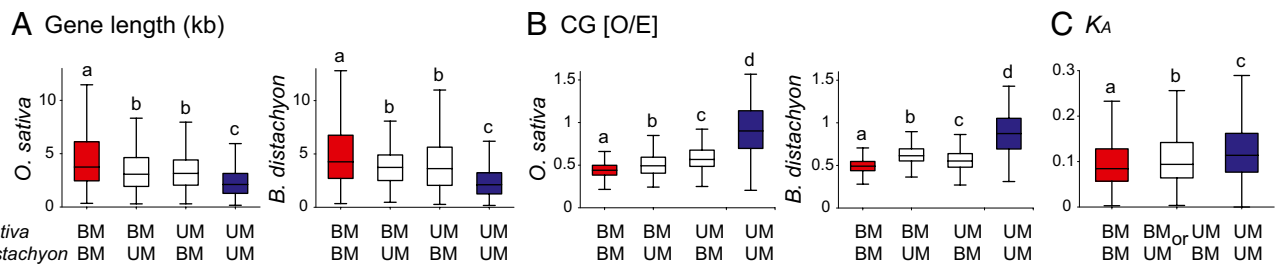 A Gene length (kb)
B CG [O/E]
C KA
a b b c
a b b c
a b c d
a b c d
a b c
O. sativa
10
5
0
B. distachyon
10
5
0
O. sativa
1.5
1
0.5
0
B. distachyon
1.5
1
0.5
0
0.3
0.2
0.1
0
tiva BM BM UM UM BM BM UM UM BM BM UM UM BM BM UM UM BM BM or UM UM
stachyon BM UM BM UM BM UM BM UM BM UM BM UM BM UM BM UM BM UM BM UM